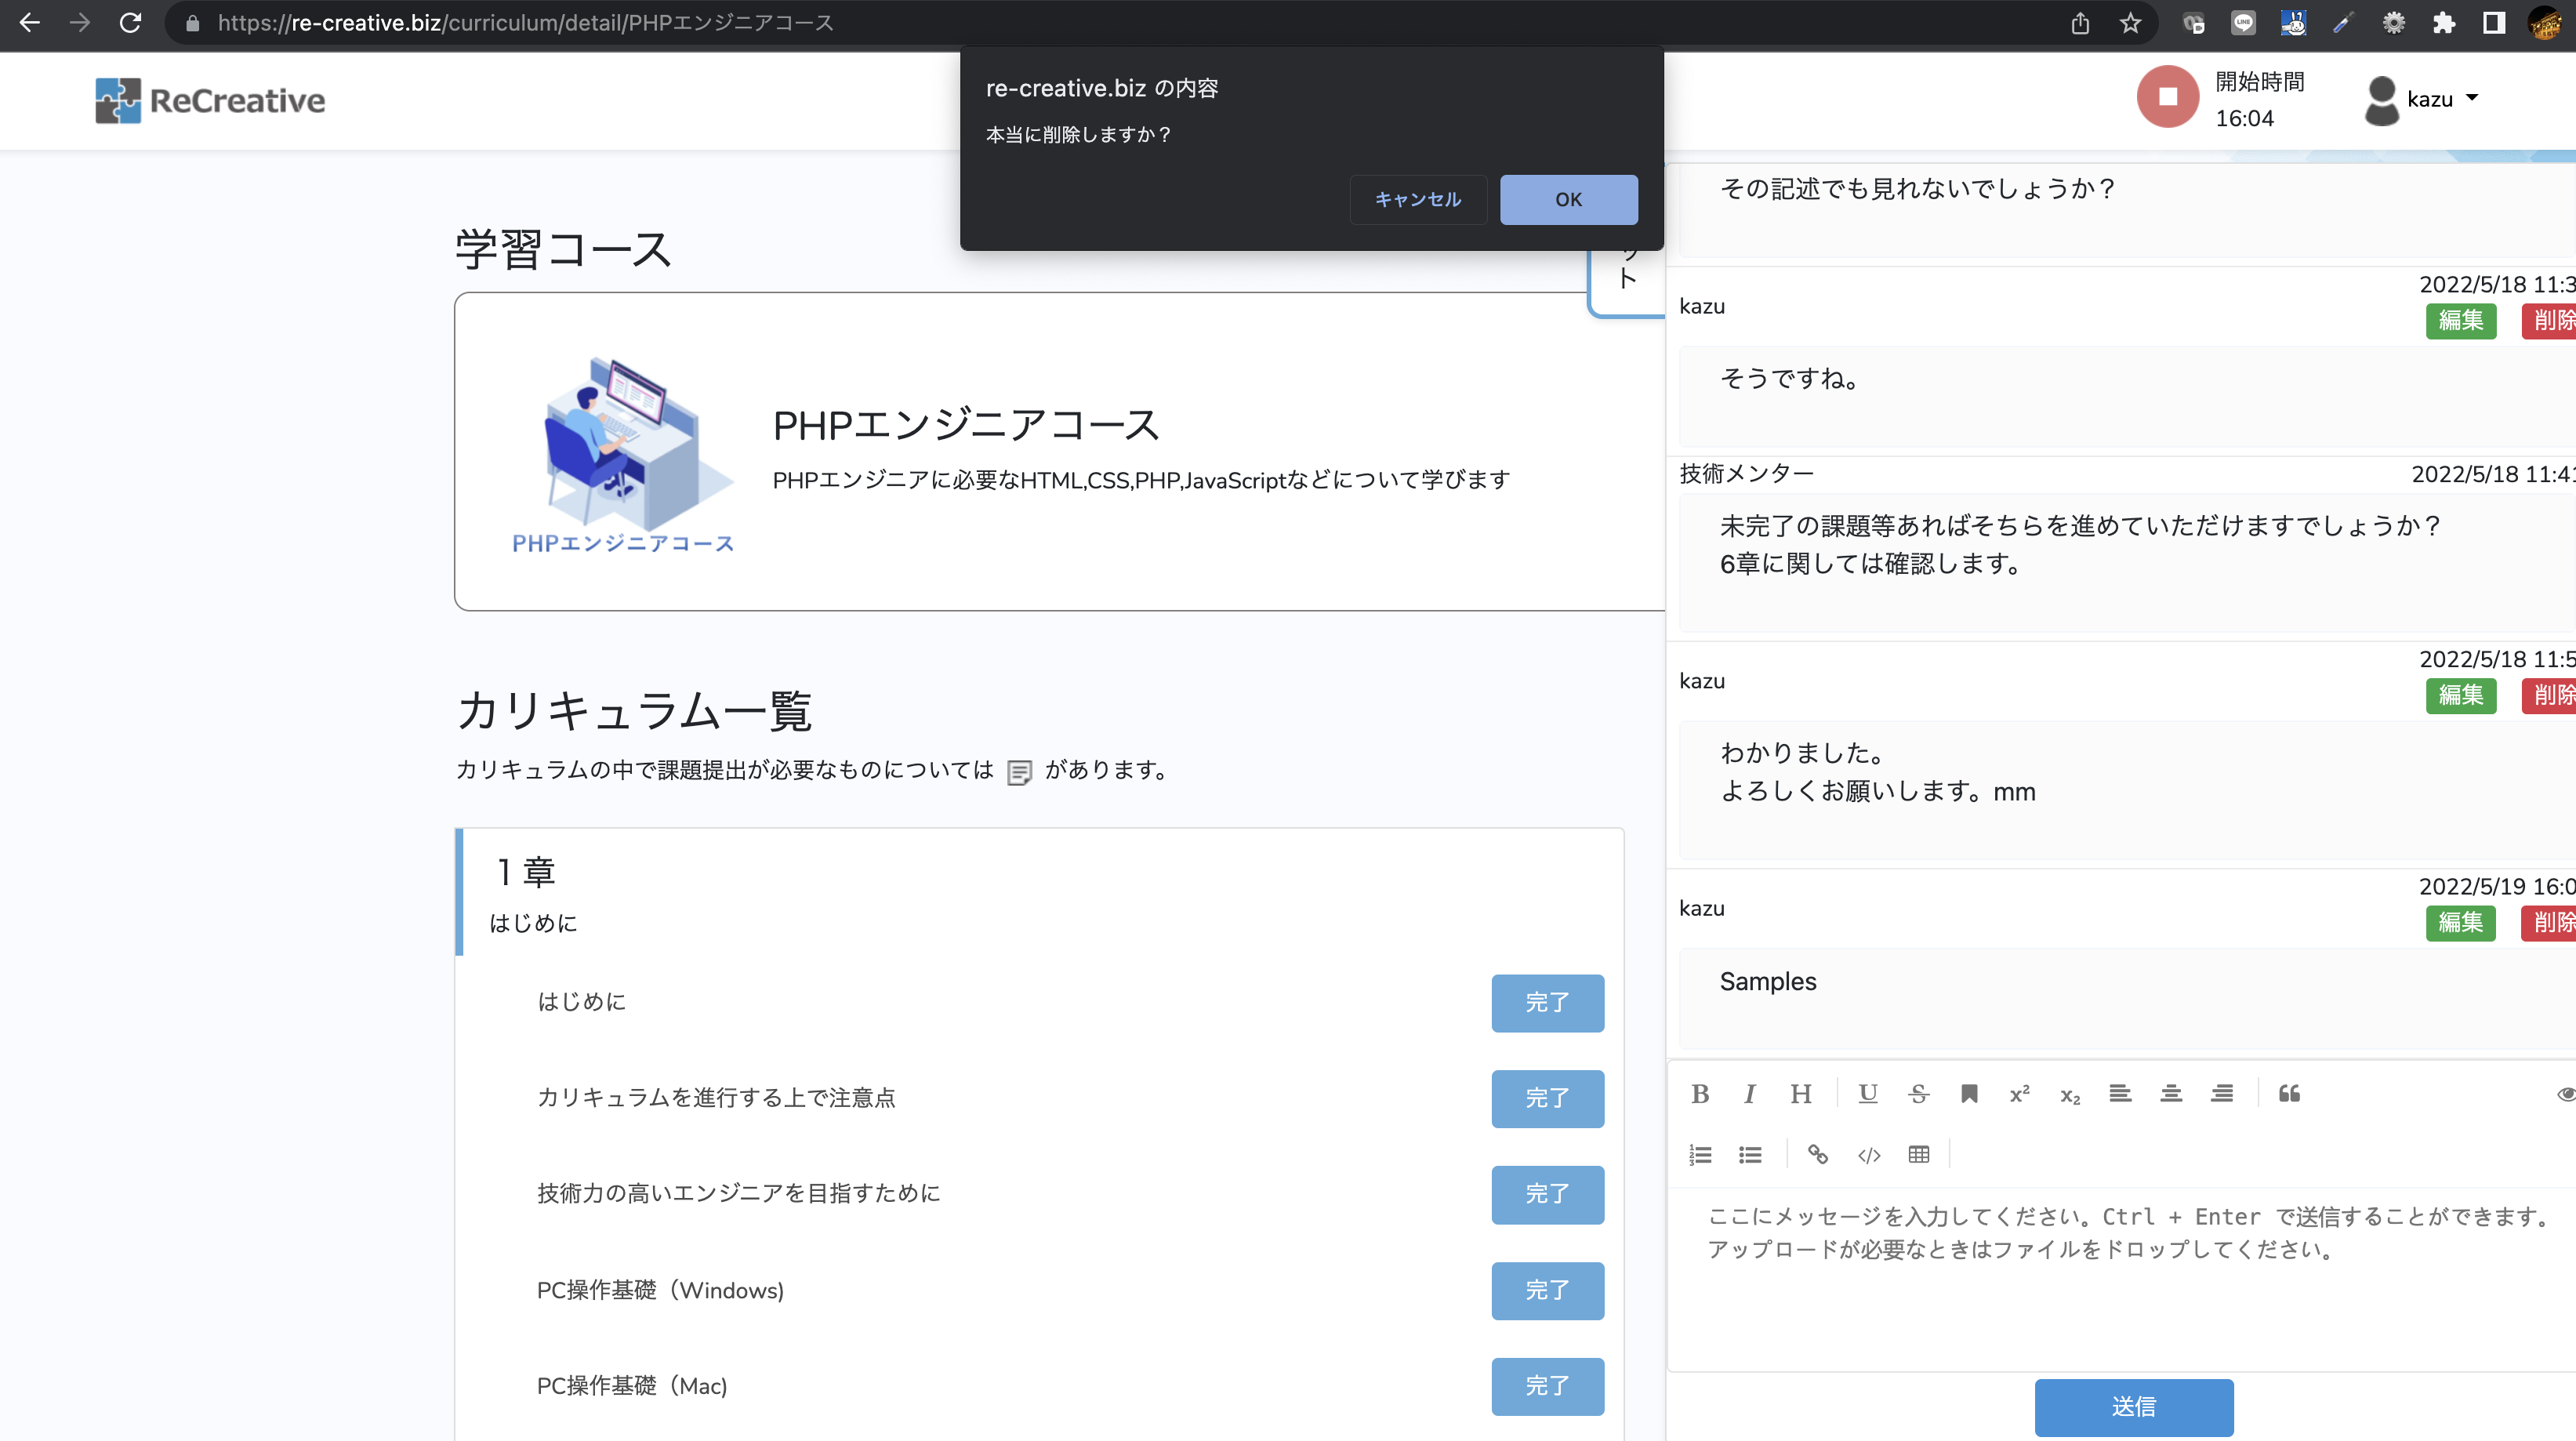 https://re-creative.biz/curriculum/detail/PHPエンジニアコース
ReCreative
開始時間
16:04
kazu
re-creative.biz の内容
本当に削除しますか？
キャンセル
OK
学習コース
PHPエンジニアコース
PHPエンジニアに必要なHTML,CSS,PHP,JavaScriptなどについて学びます
PHPエンジニアコース
カリキュラム一覧
カリキュラムの中で課題提出が必要なものについては があります。
1 章
はじめに
はじめに
完了
カリキュラムを進行する上で注意点
完了
技術力の高いエンジニアを目指すために
完了
PC操作基礎（Windows)
完了
PC操作基礎（Mac)
完了
ト
その記述でも見れないでしょうか？
2022/5/18 11:3
kazu
編集 削除
そうですね。
技術メンター 2022/5/18 11:41
未完了の課題等あればそちらを進めていただけますでしょうか？
6章に関しては確認します。
2022/5/18 11:5
kazu
編集 削除
わかりました。
よろしくお願いします。mm
2022/5/19 16:0
kazu
編集 削除
Samples
B I H U S x² x₂
ここにメッセージを入力してください。Ctrl + Enter で送信することができます。
アップロードが必要なときはファイルをドロップしてください。
送信